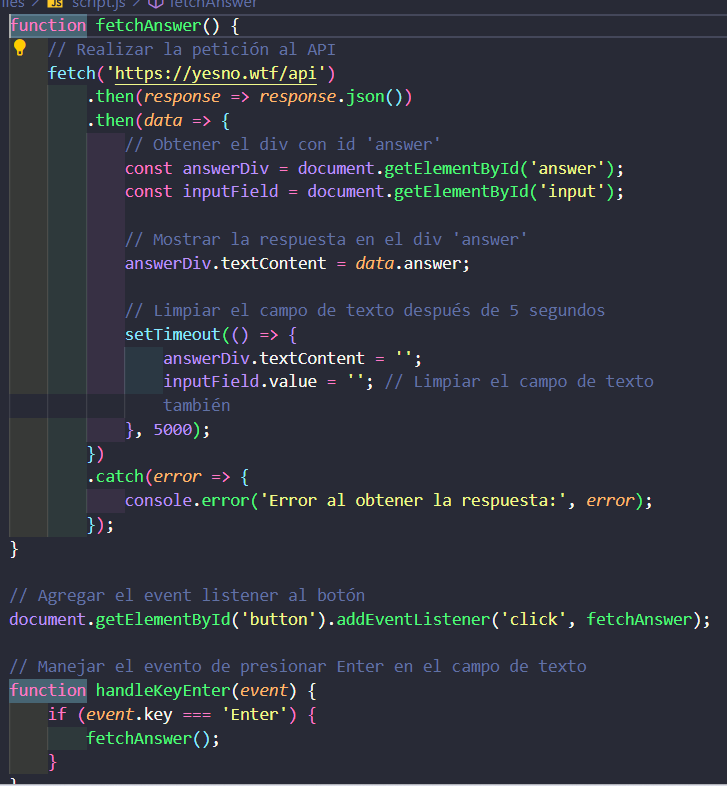 files > JS script.js > fetchAnswer
function fetchAnswer() {
// Realizar la petición al API
fetch('https://yesno.wtf/api')
.then(response => response.json())
.then(data => {
// Obtener el div con id 'answer'
const answerDiv = document.getElementById('answer');
const inputField = document.getElementById('input');
// Mostrar la respuesta en el div 'answer'
answerDiv.textContent = data.answer;
// Limpiar el campo de texto después de 5 segundos
setTimeout(() => {
answerDiv.textContent = '';
inputField.value = ''; // Limpiar el campo de texto
también
}, 5000);
})
.catch(error => {
console.error('Error al obtener la respuesta:', error);
});
}
// Agregar el event listener al botón
document.getElementById('button').addEventListener('click', fetchAnswer);
// Manejar el evento de presionar Enter en el campo de texto
function handleKeyEnter(event) {
if (event.key === 'Enter') {
fetchAnswer();
}
}